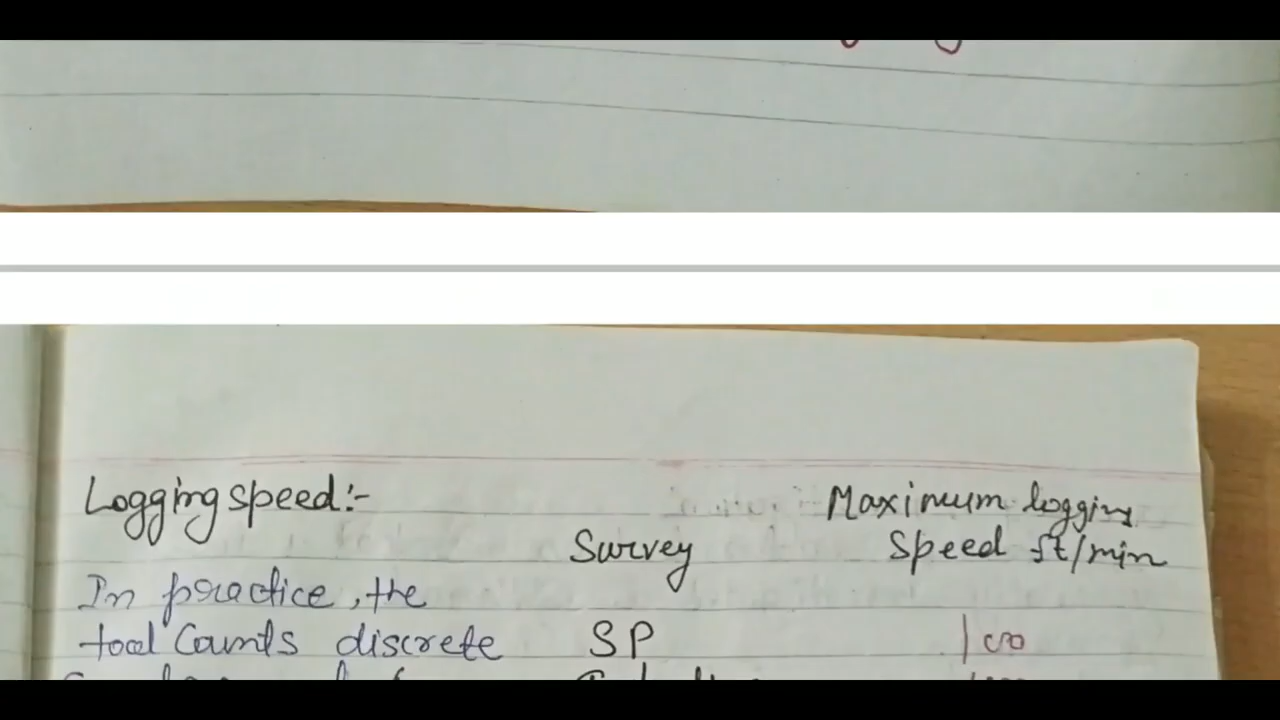 Logging speed:-
Maximum logging
Survey Speed ft/min
In practice, the
tool Counts discrete SP 100